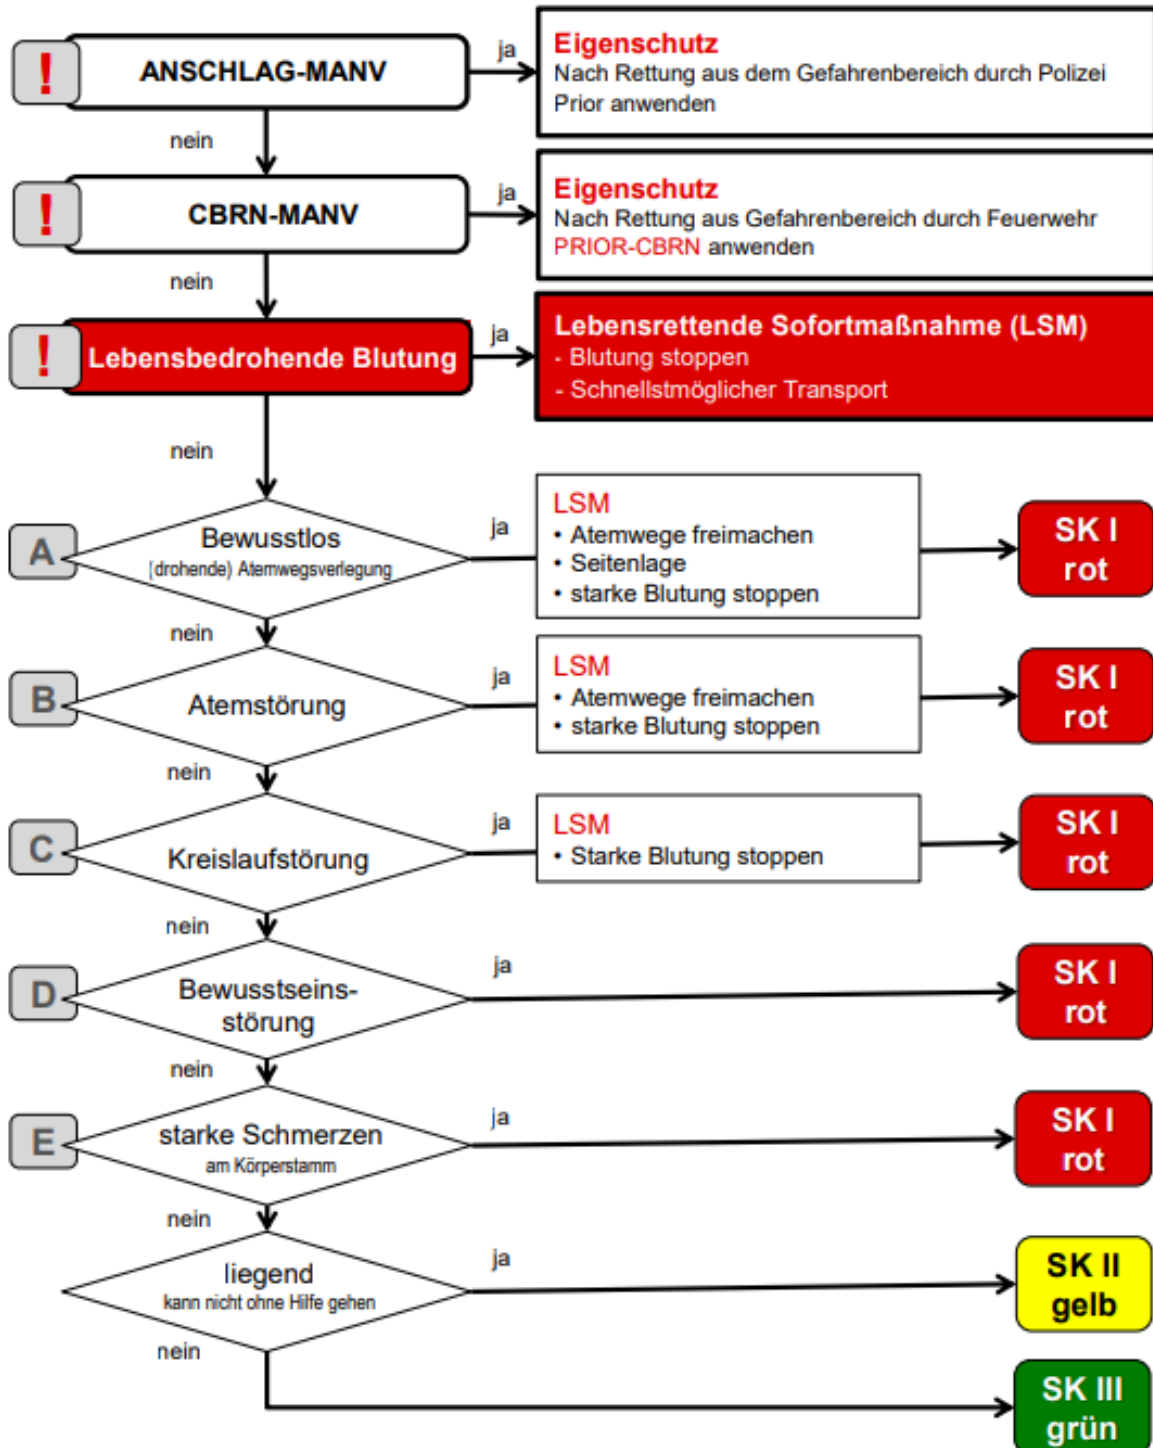 !
ANSCHLAG-MANV
ja
Eigenschutz
Nach Rettung aus dem Gefahrenbereich durch Polizei
Prior anwenden
nein
!
CBRN-MANV
ja
Eigenschutz
Nach Rettung aus Gefahrenbereich durch Feuerwehr
PRIOR-CBRN anwenden
nein
!
Lebensbedrohende Blutung
ja
Lebensrettende Sofortmaßnahme (LSM)
- Blutung stoppen
- Schnellstmöglicher Transport
nein
A
Bewusstlos
(drohende) Atemwegsverlegung
ja
LSM
• Atemwege freimachen
• Seitenlage
• starke Blutung stoppen
SK I
rot
nein
B
Atemstörung
ja
LSM
• Atemwege freimachen
• starke Blutung stoppen
SK I
rot
nein
C
Kreislaufstörung
ja
LSM
• Starke Blutung stoppen
SK I
rot
nein
D
Bewusstseins-
störung
ja
SK I
rot
nein
E
starke Schmerzen
am Körperstamm
ja
SK I
rot
nein
liegend
kann nicht ohne Hilfe gehen
ja
SK II
gelb
nein
SK III
grün